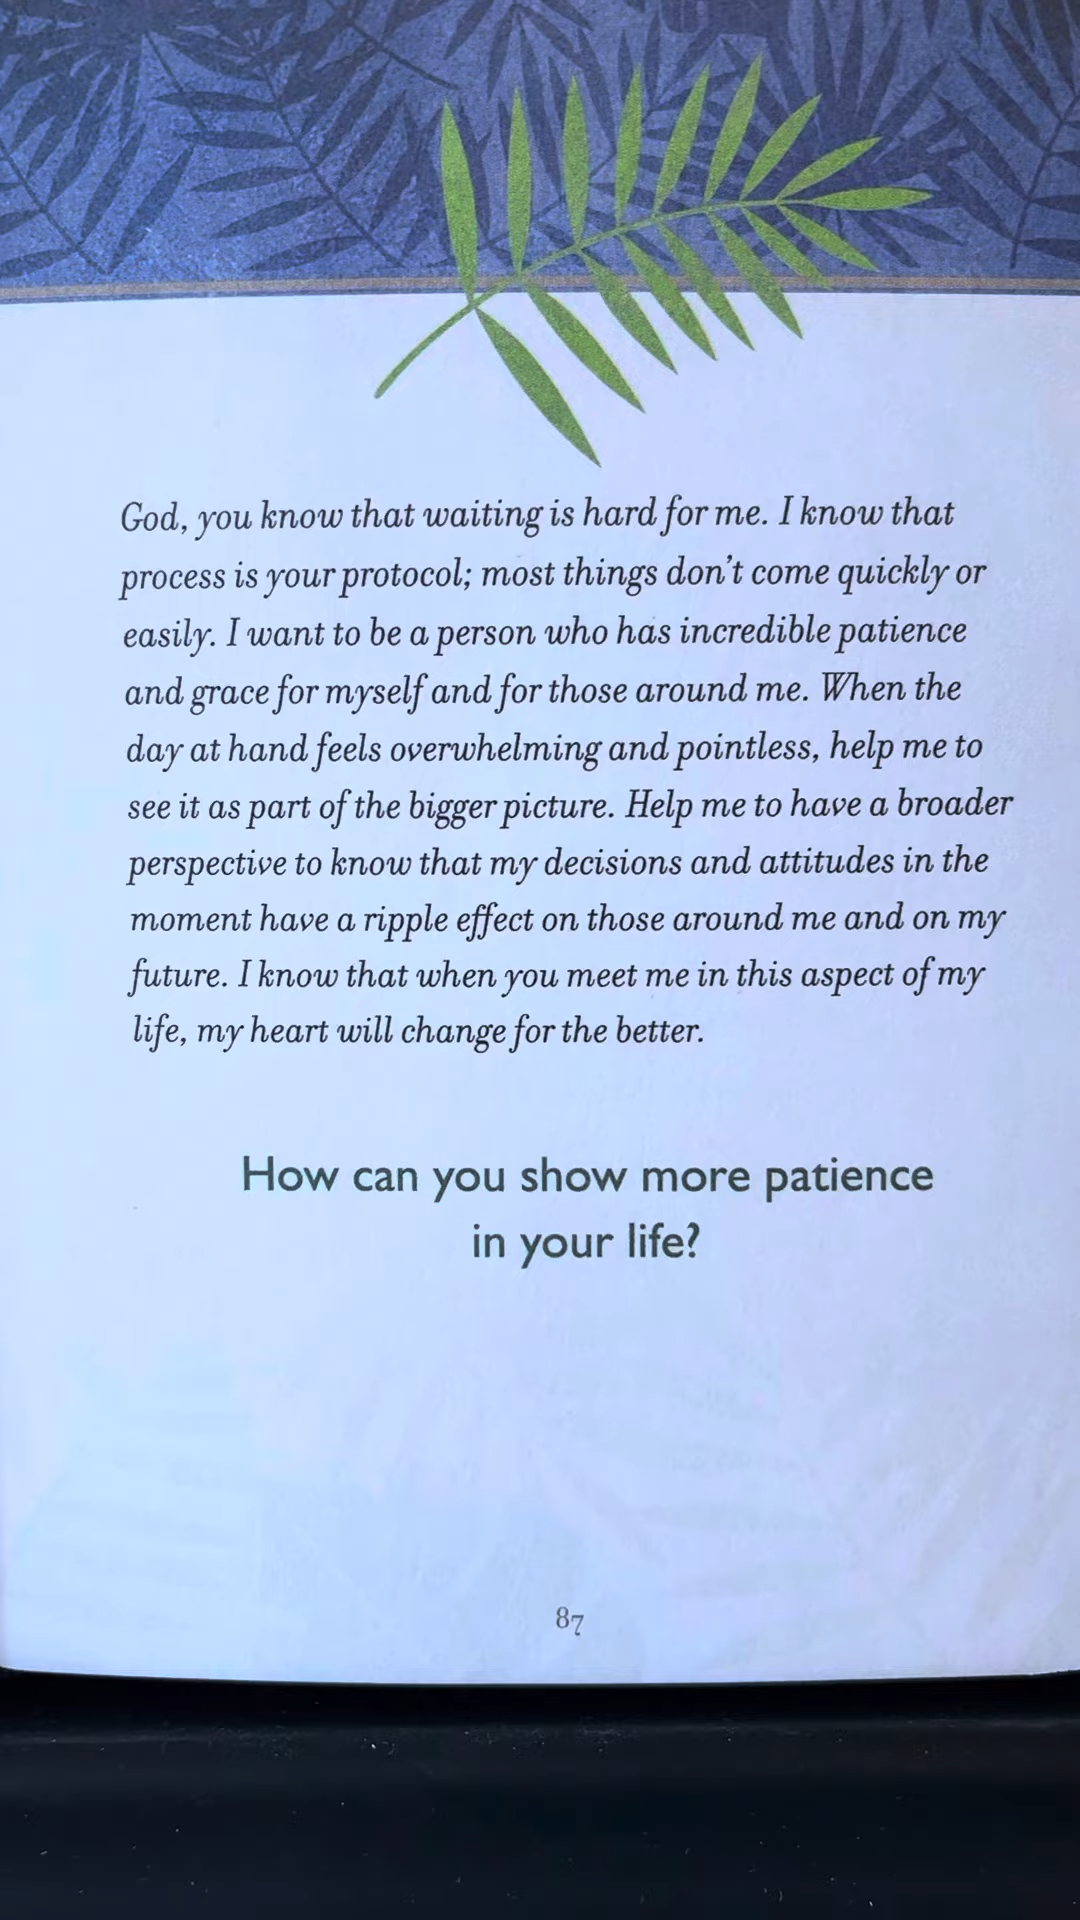 God, you know that waiting is hard for me. I know that
process is your protocol; most things don't come quickly or
easily. I want to be a person who has incredible patience
and grace for myself and for those around me. When the
day at hand feels overwhelming and pointless, help me to
see it as part of the bigger picture. Help me to have a broader
perspective to know that my decisions and attitudes in the
moment have a ripple effect on those around me and on my
future. I know that when you meet me in this aspect of my
life, my heart will change for the better.
How can you show more patience
in your life?
87